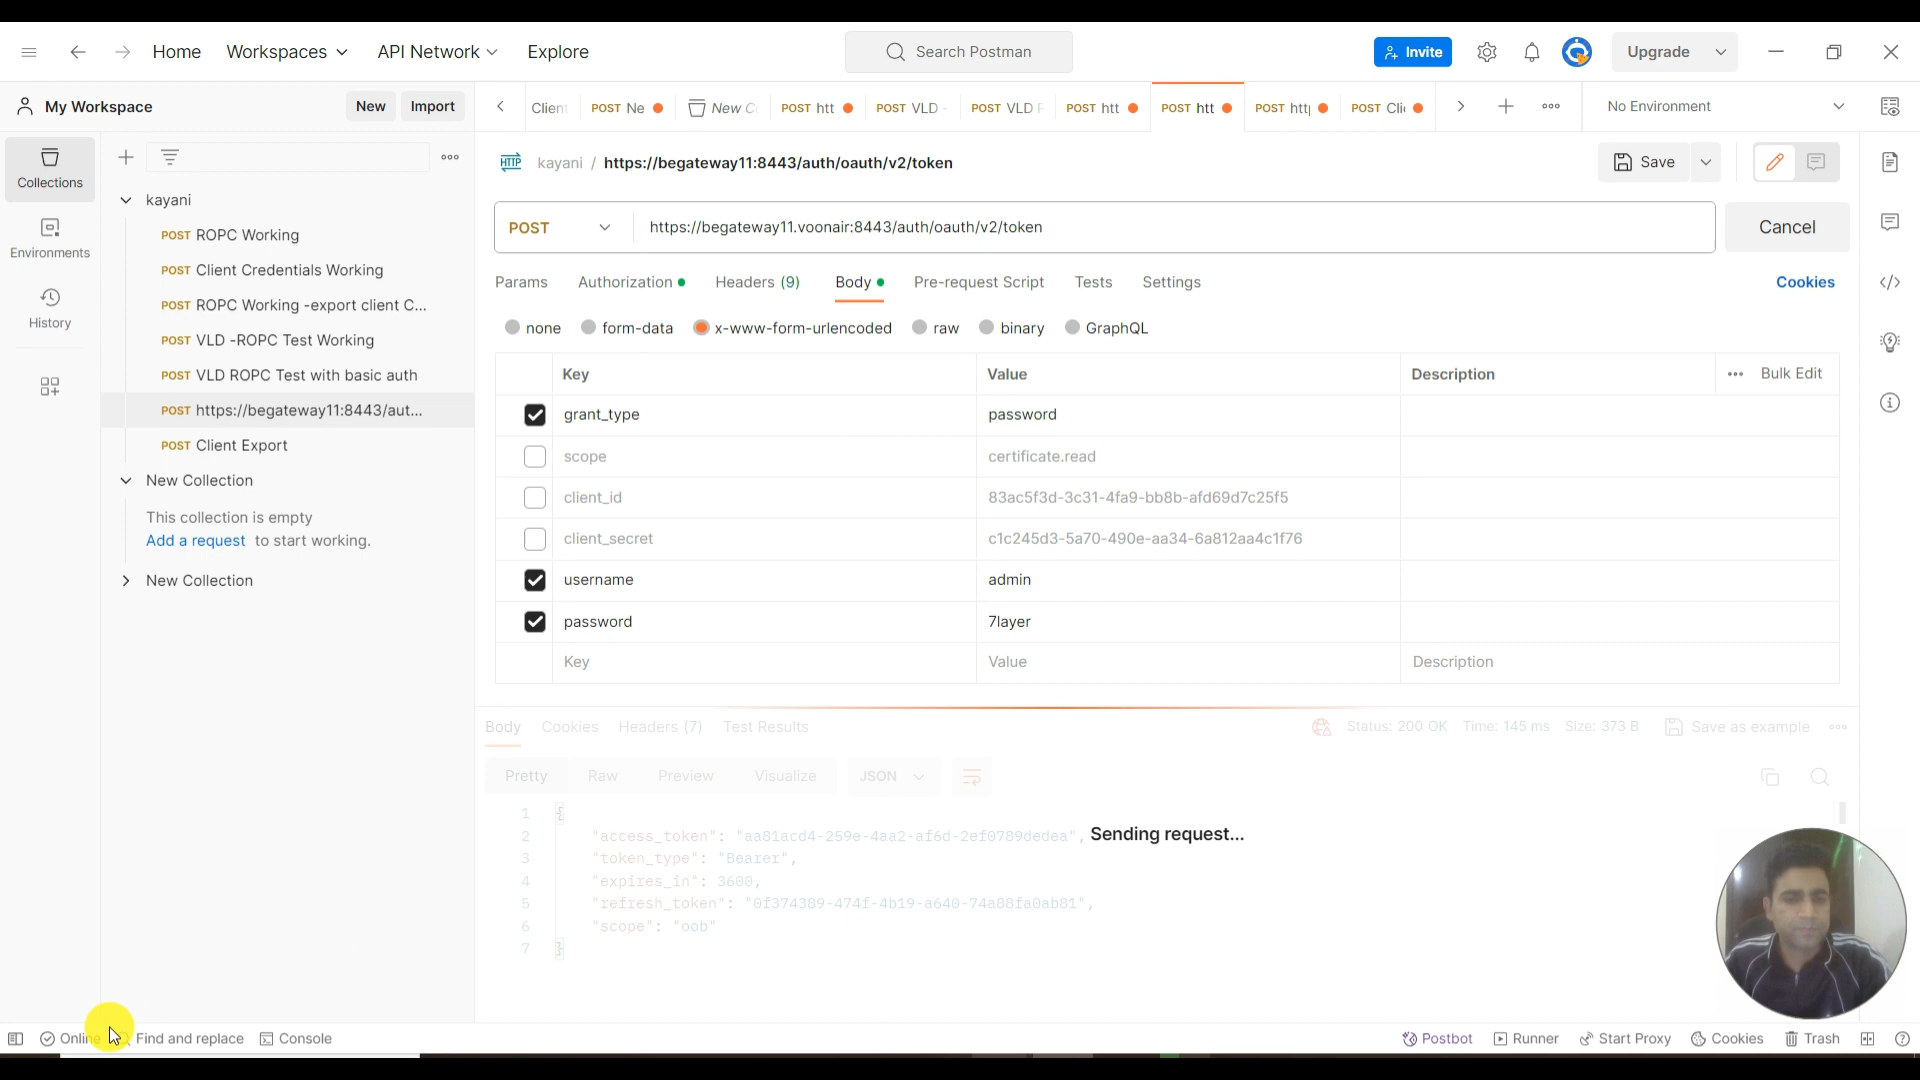 Home Workspaces API Network Explore Search Postman Invite Upgrade
My Workspace New Import Client POST Ne New C POST htt POST VLD - POST VLD POST htt POST htt POST htt POST Cli No Environment
Collections
Environments
History
kayani
POST ROPC Working
POST Client Credentials Working
POST ROPC Working -export client C...
POST VLD -ROPC Test Working
POST VLD ROPC Test with basic auth
POST https://begateway11:8443/aut...
POST Client Export
New Collection
This collection is empty
Add a request to start working.
New Collection
HTTP kayani / https://begateway11:8443/auth/oauth/v2/token Save
POST https://begateway11.voonair:8443/auth/oauth/v2/token Cancel
Params Authorization Headers (9) Body Pre-request Script Tests Settings Cookies
none form-data x-www-form-urlencoded raw binary GraphQL
Key Value Description Bulk Edit
grant_type password
scope certificate.read
client_id 83ac5f3d-3c31-4fa9-bb8b-afd69d7c25f5
client_secret c1c245d3-5a70-490e-aa34-6a812aa4c1f76
username admin
password 7layer
Key Value Description
Body Cookies Headers (7) Test Results Status: 200 OK Time: 145 ms Size: 373 B Save as example
Pretty Raw Preview Visualize JSON
1 {
2 "access_token": "aa81acd4-259e-4aa2-af6d-2ef0789dedea",
Sending request...
3 "token_type": "Bearer",
4 "expires_in": 3600,
5 "refresh_token": "0f374389-474f-4b19-a640-74a88fa0ab81",
6 "scope": "oob"
7 }
Online Find and replace Console Postbot Runner Start Proxy Cookies Trash